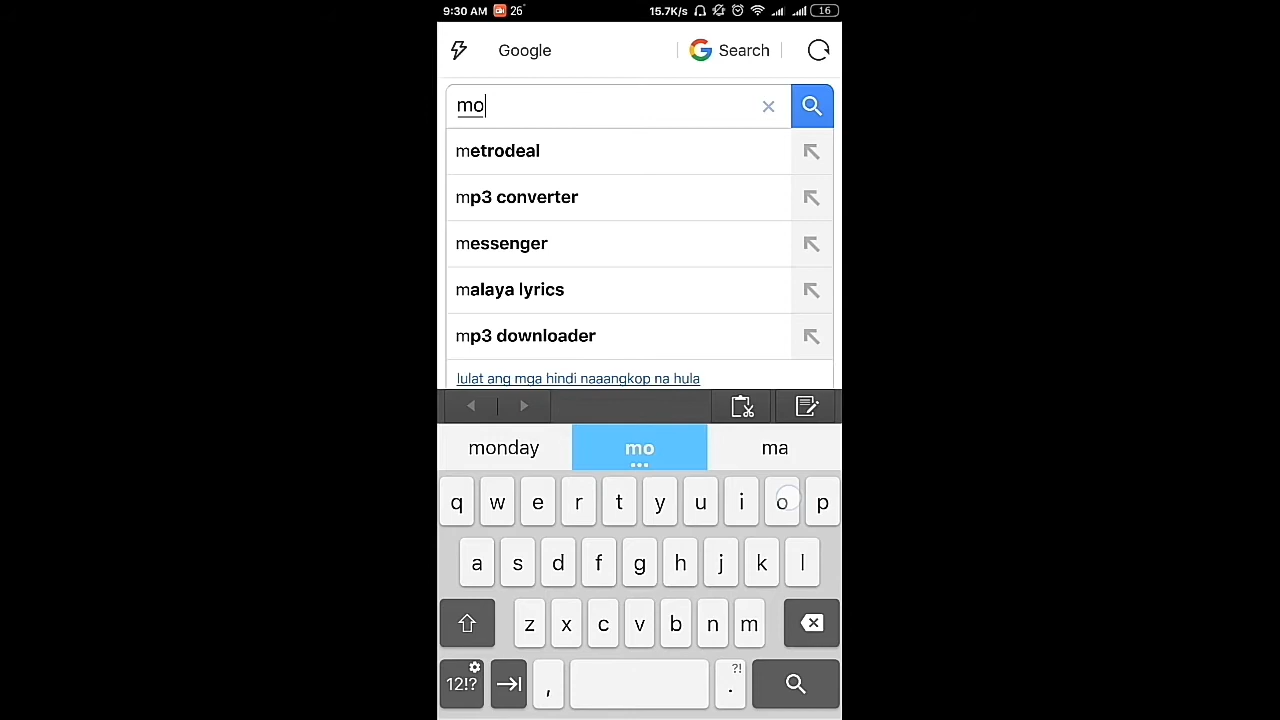 9:30 AM 26° 15.7K/s 16
Google Search
mo
metrodeal
mp3 converter
messenger
malaya lyrics
mp3 downloader
lulat ang mga hindi naaangkop na hula
monday mo ma
q w e r t y u i o p
a s d f g h j k l
z x c v b n m
12!? , ?! .